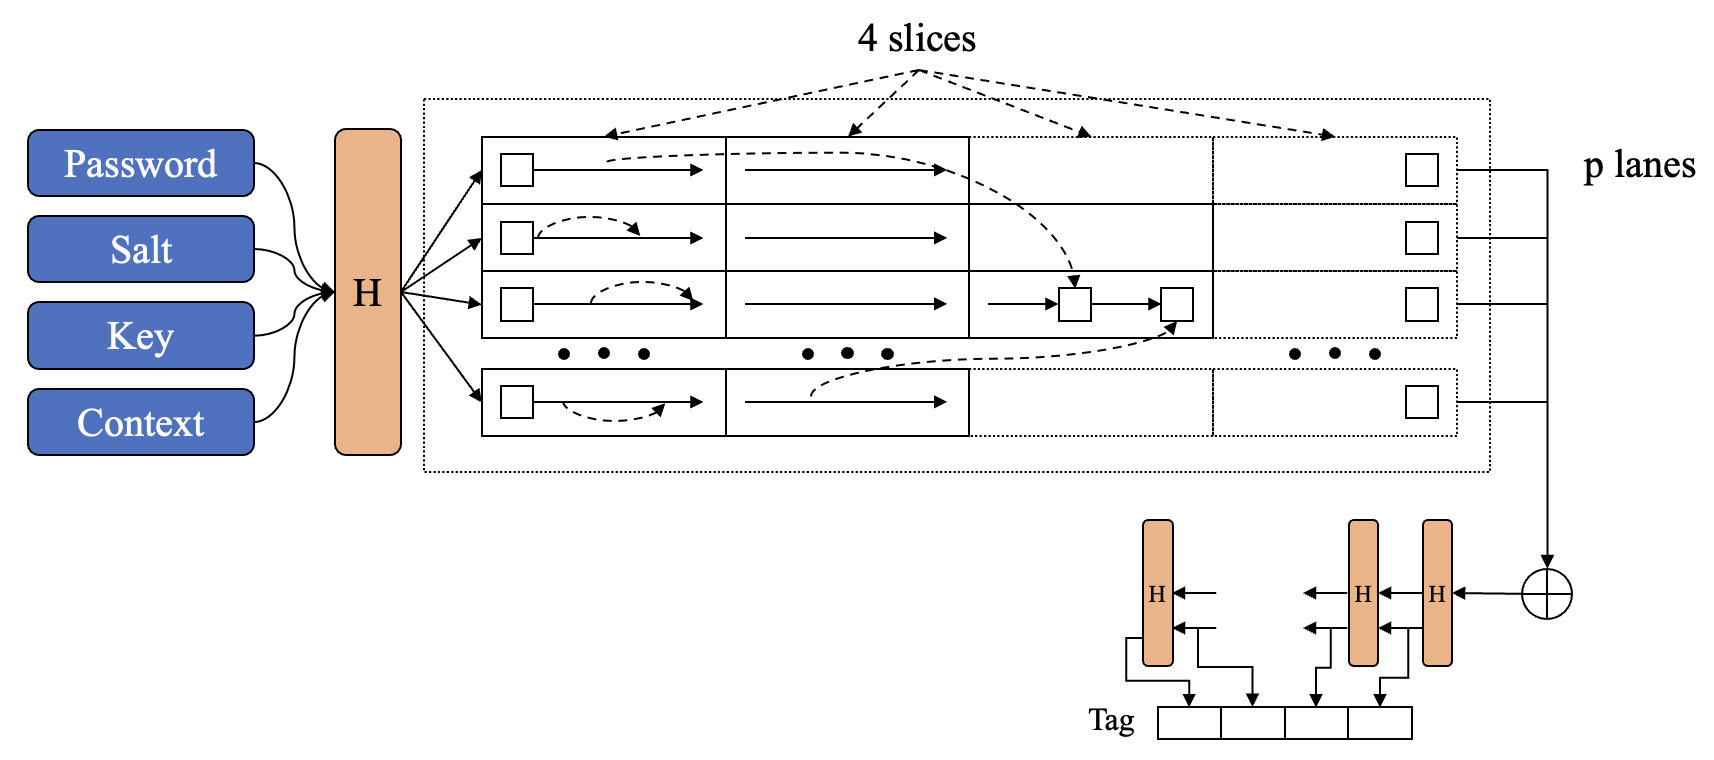 4 slices
Password
Salt
Key
Context
H
p lanes
H
H
H
Tag